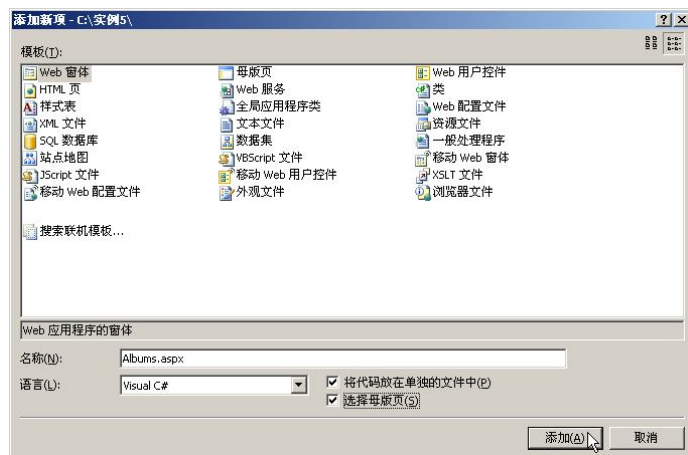 添加新项 - C:\实例5\
模板(T):
Web 窗体 母版页 Web 用户控件
HTML 页 Web 服务 类
样式表 全局应用程序类 Web 配置文件
XML 文件 文本文件 资源文件
SQL 数据库 数据集 一般处理程序
站点地图 VBScript 文件 移动 Web 窗体
JScript 文件 移动 Web 用户控件 XSLT 文件
移动 Web 配置文件 外观文件 浏览器文件
搜索联机模板...
Web 应用程序的窗体
名称(N): Albums.aspx
语言(L): Visual C# 将代码放在单独的文件中(P)
选择母版页(S)
添加(A) 取消